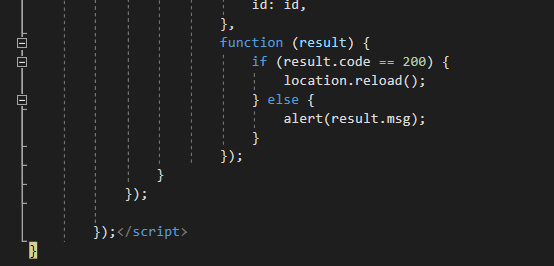 id: id,
},
function (result) {
if (result.code == 200) {
location.reload();
} else {
alert(result.msg);
}
});
}
});
});</script>
}